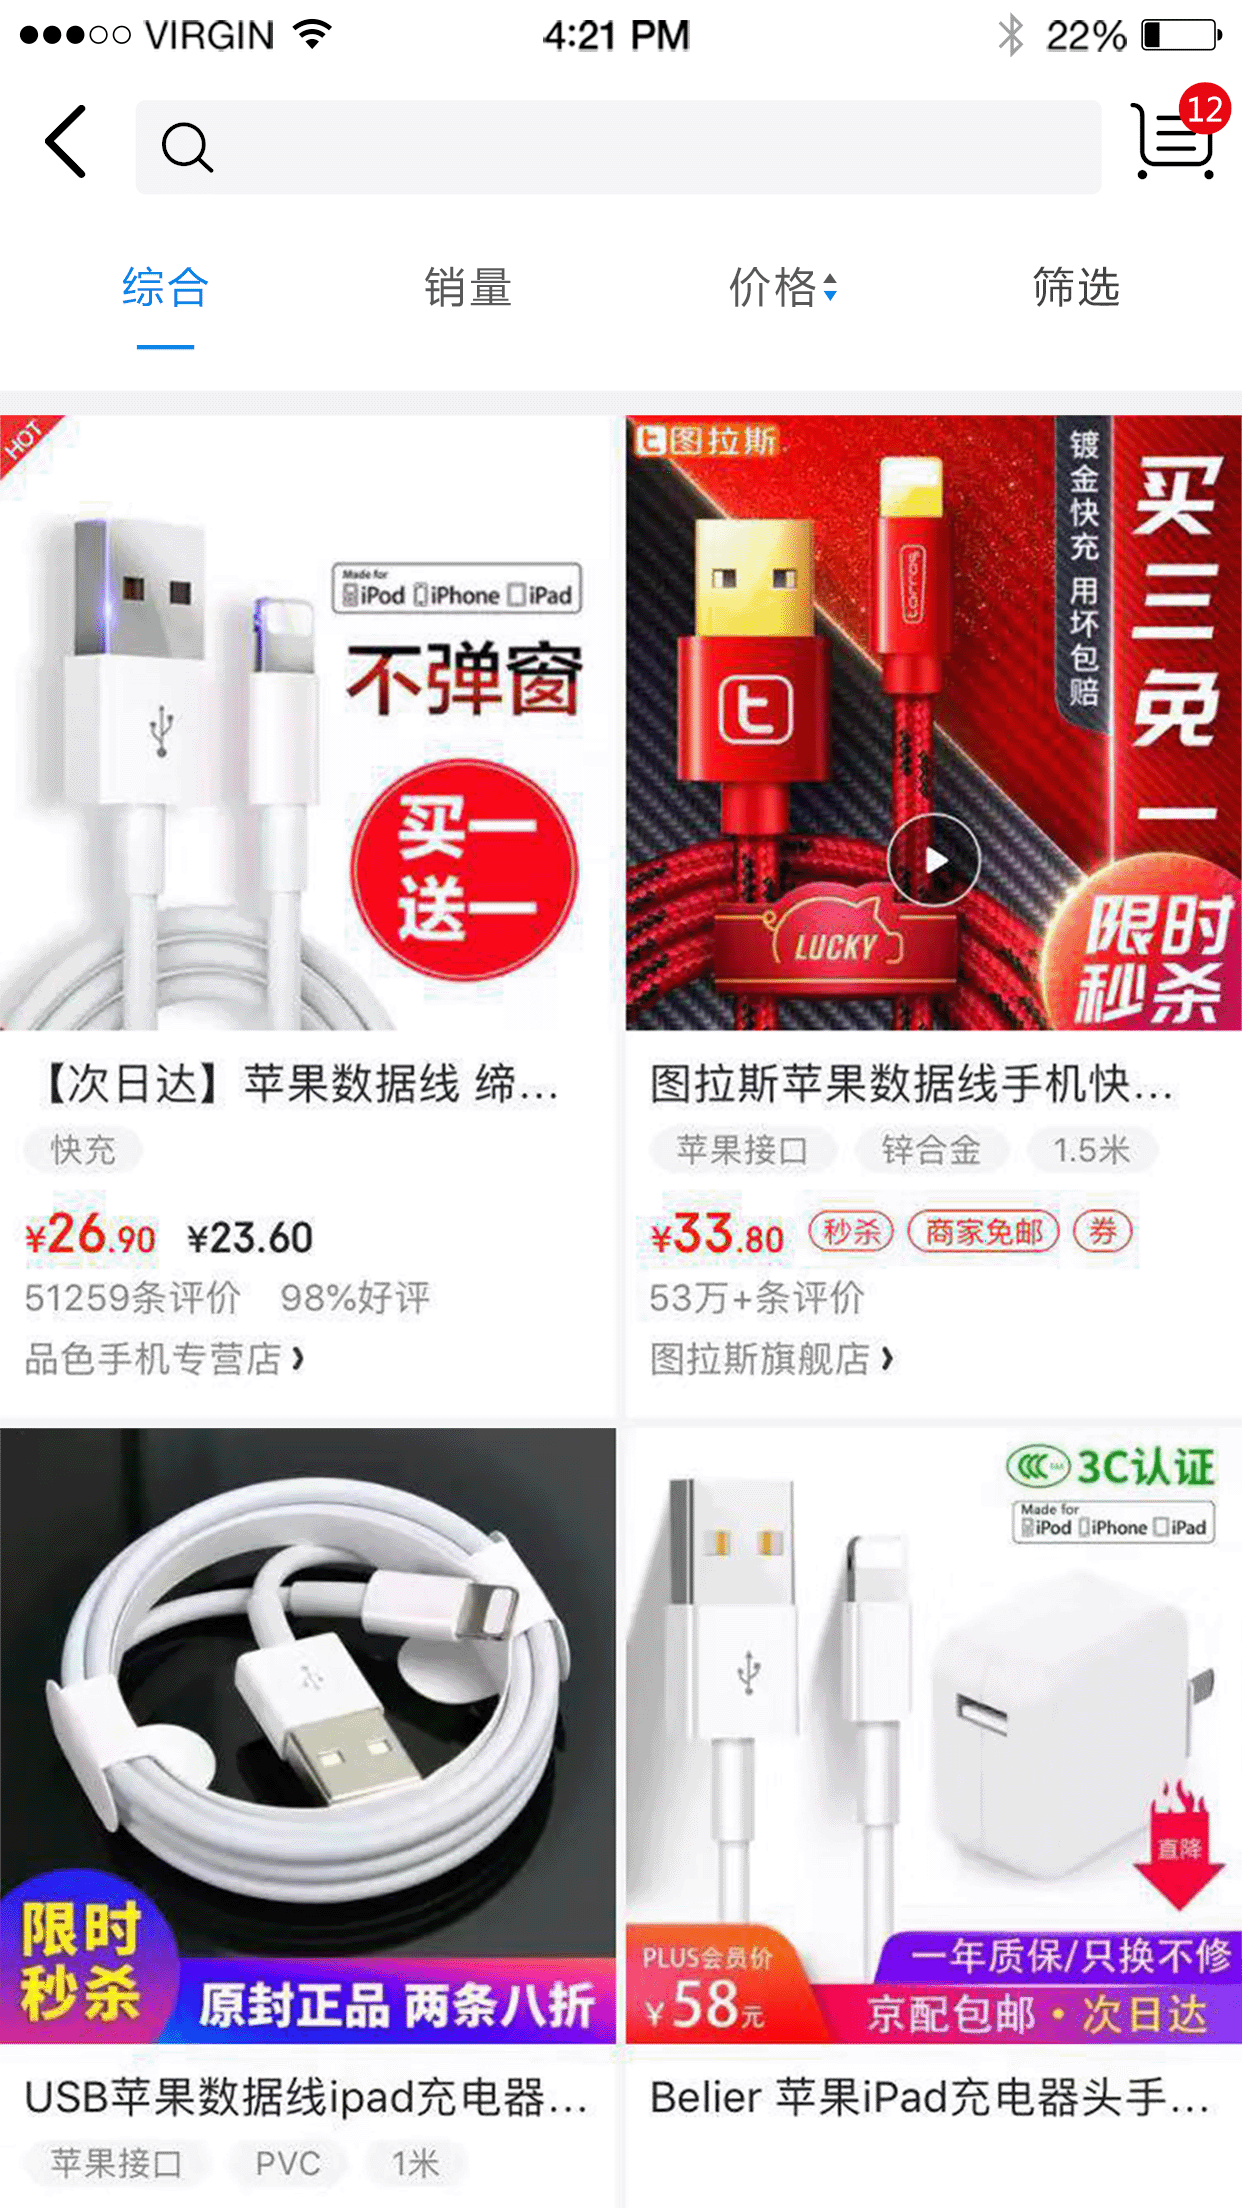 VIRGIN
4:21 PM
22%
12
综合
销量
价格
筛选
HOT
Made for
iPod iPhone iPad
不弹窗
买一
送一
图拉斯
镀金快充 用坏包赔
买三免一
torras
LUCKY
限时
秒杀
【次日达】苹果数据线 缔...
快充
¥26.90 ¥23.60
51259条评价 98%好评
品色手机专营店
图拉斯苹果数据线手机快...
苹果接口 锌合金 1.5米
¥33.80 秒杀 商家免邮 券
53万+条评价
图拉斯旗舰店
限时
秒杀
原封正品 两条八折
USB苹果数据线ipad充电器...
苹果接口 PVC 1米
3C认证
Made for
iPod iPhone iPad
直降
PLUS会员价
¥58元
一年质保/只换不修
京配包邮·次日达
Belier 苹果iPad充电器头手...